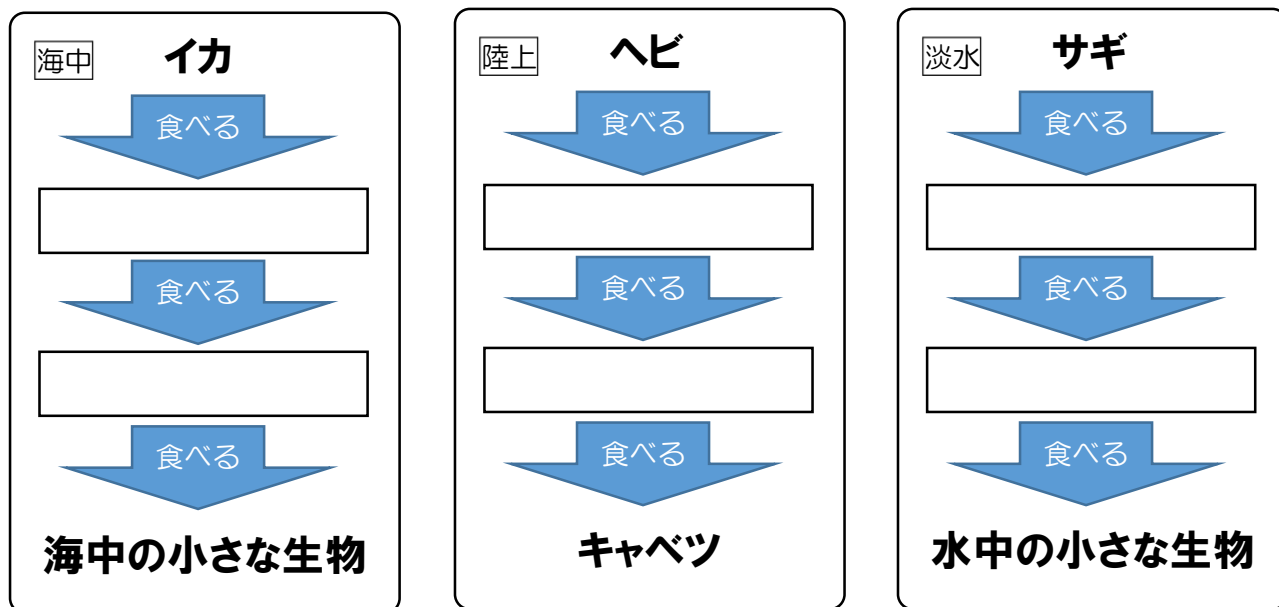 海中
イカ
食べる
食べる
食べる
海中の小さな生物
陸上
ヘビ
食べる
食べる
食べる
キャベツ
淡水
サギ
食べる
食べる
食べる
水中の小さな生物